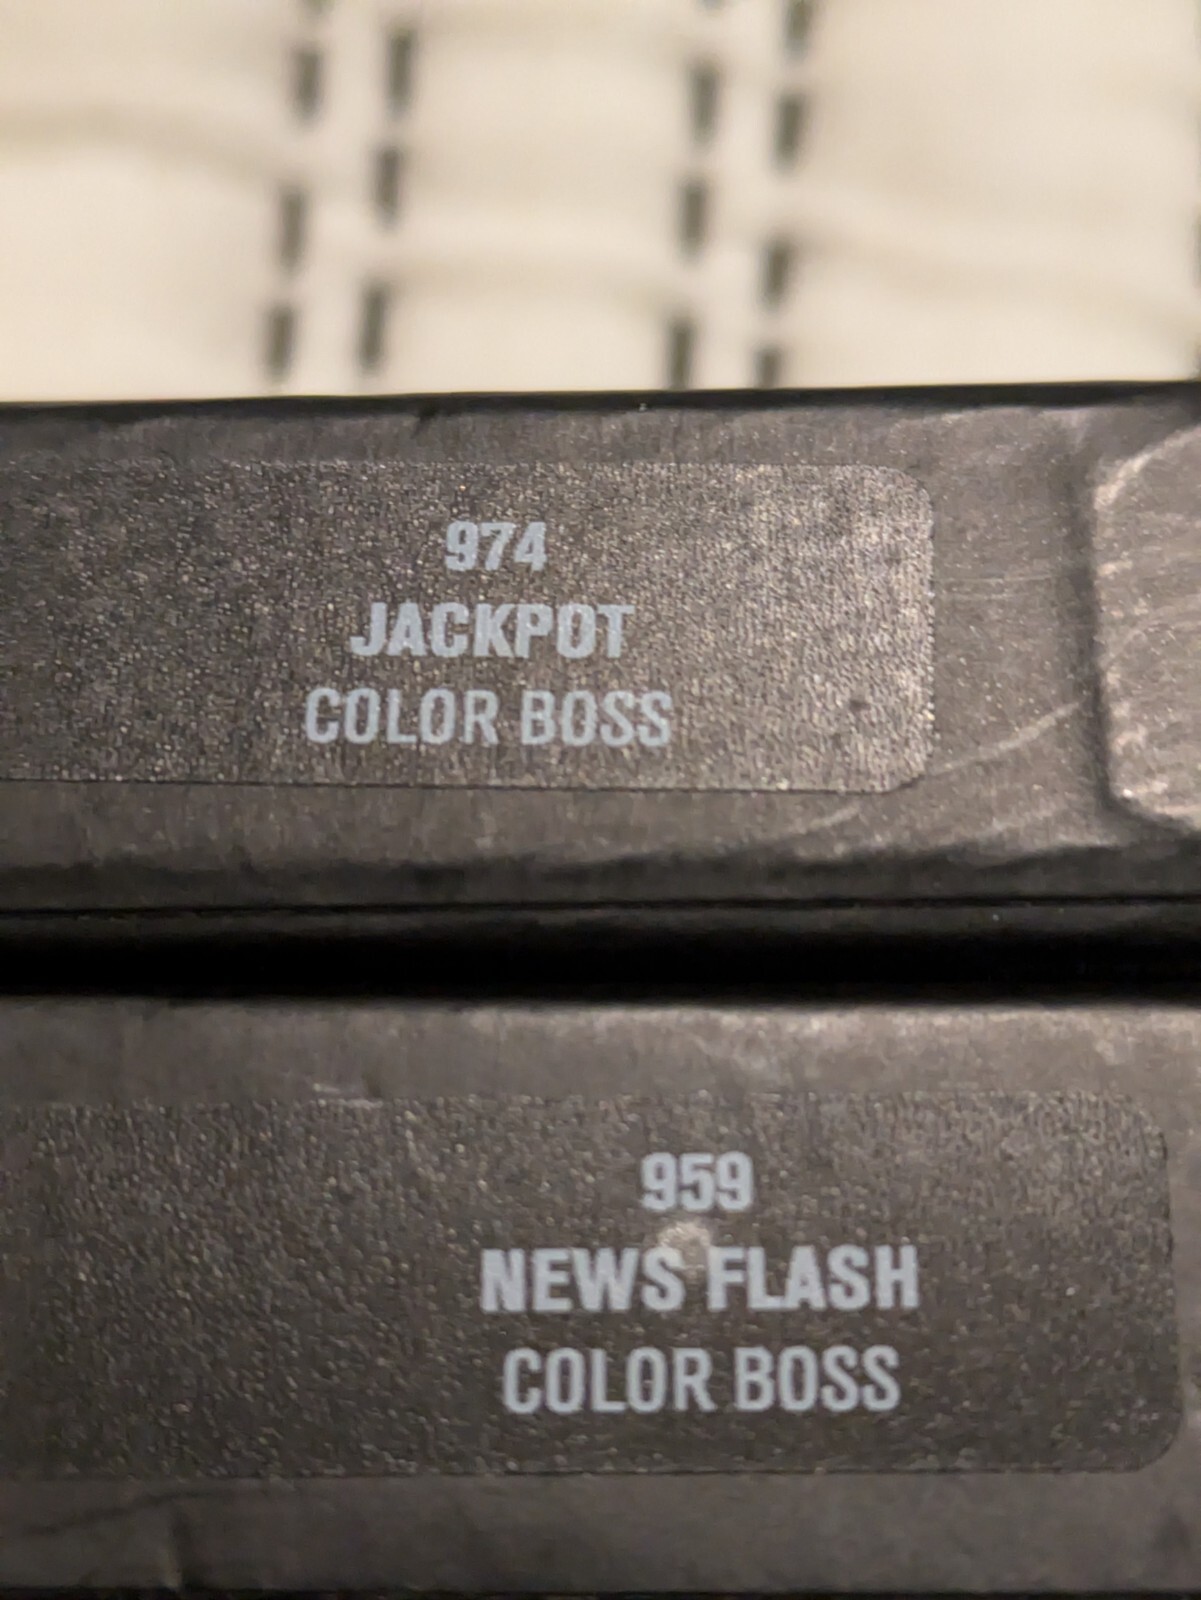 974
JACKPOT
COLOR BOSS
959
NEWS FLASH
COLOR BOSS